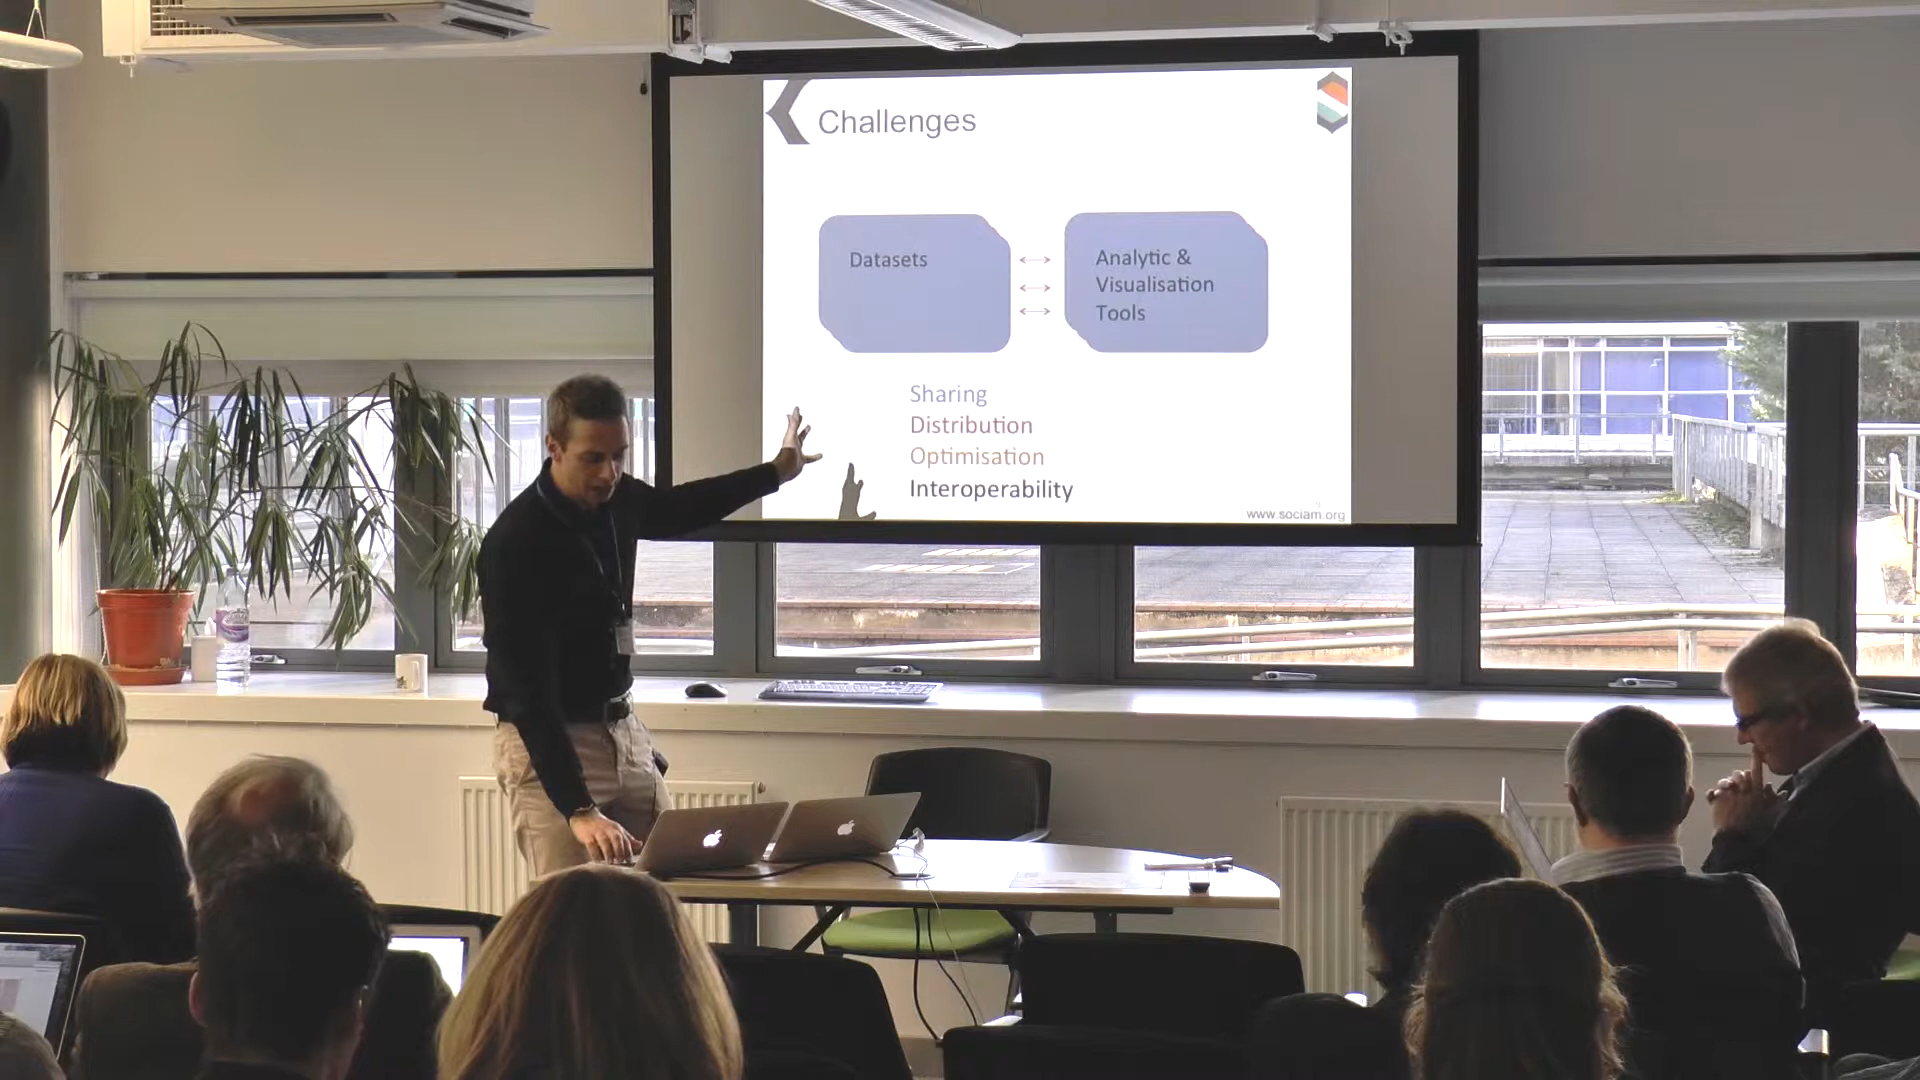 Challenges
Datasets
Analytic &
Visualisation
Tools
Sharing
Distribution
Optimisation
Interoperability
www.sociam.org